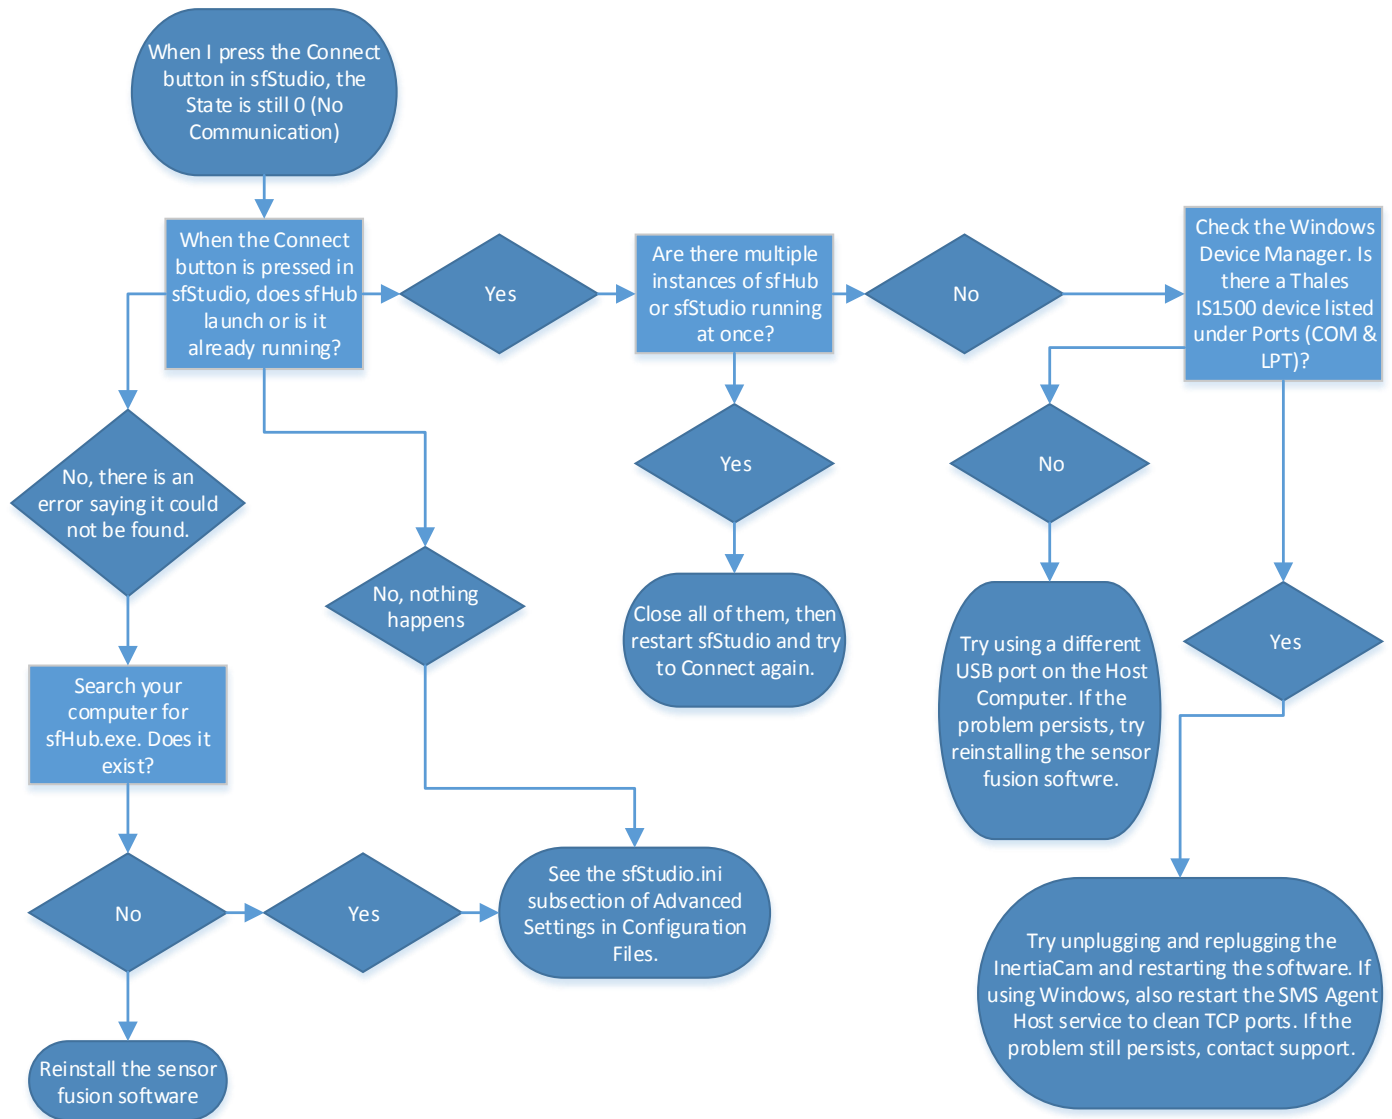 When I press the Connect
button in sfStudio, the
State is still 0 (No
Communication)
When the Connect
button is pressed in
sfStudio, does sfHub
launch or is it
already running?
Yes
Are there multiple
instances of sfHub
or sfStudio running
at once?
No
Check the Windows
Device Manager. Is
there a Thales
IS1500 device listed
under Ports (COM &
LPT)?
No, there is an
error saying it could
not be found.
No, nothing
happens
Yes
No
Yes
Close all of them, then
restart sfStudio and try
to Connect again.
Try using a different
USB port on the Host
Computer. If the
problem persists, try
reinstalling the sensor
fusion softwre.
Search your
computer for
sfHub.exe. Does it
exist?
No
Yes
See the sfStudio.ini
subsection of Advanced
Settings in Configuration
Files.
Try unplugging and replugging the
InertiaCam and restarting the software. If
using Windows, also restart the SMS Agent
Host service to clean TCP ports. If the
problem still persists, contact support.
Reinstall the sensor
fusion software